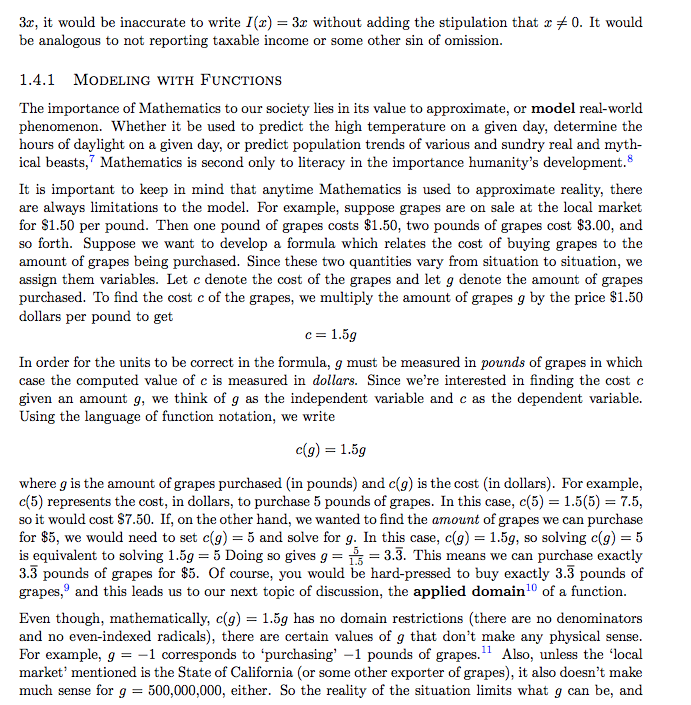 3x, it would be inaccurate to write I(x) = 3x without adding the stipulation that x ≠ 0. It would
be analogous to not reporting taxable income or some other sin of omission.
1.4.1 Modeling with Functions
The importance of Mathematics to our society lies in its value to approximate, or model real-world
phenomenon. Whether it be used to predict the high temperature on a given day, determine the
hours of daylight on a given day, or predict population trends of various and sundry real and myth-
ical beasts,⁷ Mathematics is second only to literacy in the importance humanity's development.⁸
It is important to keep in mind that anytime Mathematics is used to approximate reality, there
are always limitations to the model. For example, suppose grapes are on sale at the local market
for $1.50 per pound. Then one pound of grapes costs $1.50, two pounds of grapes cost $3.00, and
so forth. Suppose we want to develop a formula which relates the cost of buying grapes to the
amount of grapes being purchased. Since these two quantities vary from situation to situation, we
assign them variables. Let c denote the cost of the grapes and let g denote the amount of grapes
purchased. To find the cost c of the grapes, we multiply the amount of grapes g by the price $1.50
dollars per pound to get
c = 1.5g
In order for the units to be correct in the formula, g must be measured in pounds of grapes in which
case the computed value of c is measured in dollars. Since we're interested in finding the cost c
given an amount g, we think of g as the independent variable and c as the dependent variable.
Using the language of function notation, we write
c(g) = 1.5g
where g is the amount of grapes purchased (in pounds) and c(g) is the cost (in dollars). For example,
c(5) represents the cost, in dollars, to purchase 5 pounds of grapes. In this case, c(5) = 1.5(5) = 7.5,
so it would cost $7.50. If, on the other hand, we wanted to find the amount of grapes we can purchase
for $5, we would need to set c(g) = 5 and solve for g. In this case, c(g) = 1.5g, so solving c(g) = 5
is equivalent to solving 1.5g = 5 Doing so gives g = 5/1.5 = 3.3̅. This means we can purchase exactly
3.3̅ pounds of grapes for $5. Of course, you would be hard-pressed to buy exactly 3.3̅ pounds of
grapes,⁹ and this leads us to our next topic of discussion, the applied domain¹⁰ of a function.
Even though, mathematically, c(g) = 1.5g has no domain restrictions (there are no denominators
and no even-indexed radicals), there are certain values of g that don't make any physical sense.
For example, g = −1 corresponds to ‘purchasing’ −1 pounds of grapes.¹¹ Also, unless the ‘local
market’ mentioned is the State of California (or some other exporter of grapes), it also doesn't make
much sense for g = 500,000,000, either. So the reality of the situation limits what g can be, and